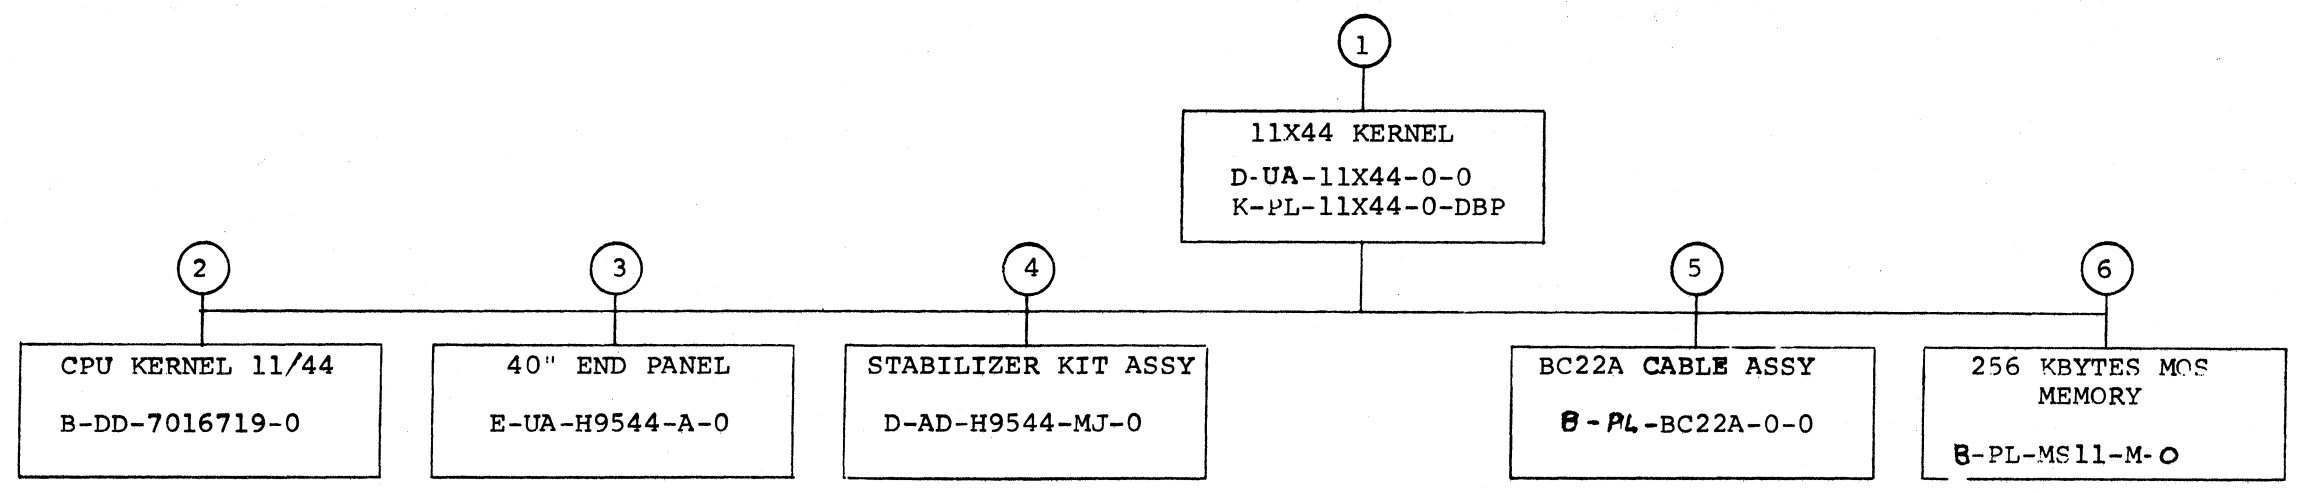 1
11X44 KERNEL
D-UA-11X44-0-0
K-PL-11X44-0-DBP
2
3
4
5
6
CPU KERNEL 11/44
B-DD-7016719-0
40" END PANEL
E-UA-H9544-A-0
STABILIZER KIT ASSY
D-AD-H9544-MJ-0
BC22A CABLE ASSY
B-PL-BC22A-0-0
256 KBYTES MOS
MEMORY
B-PL-MS11-M-0